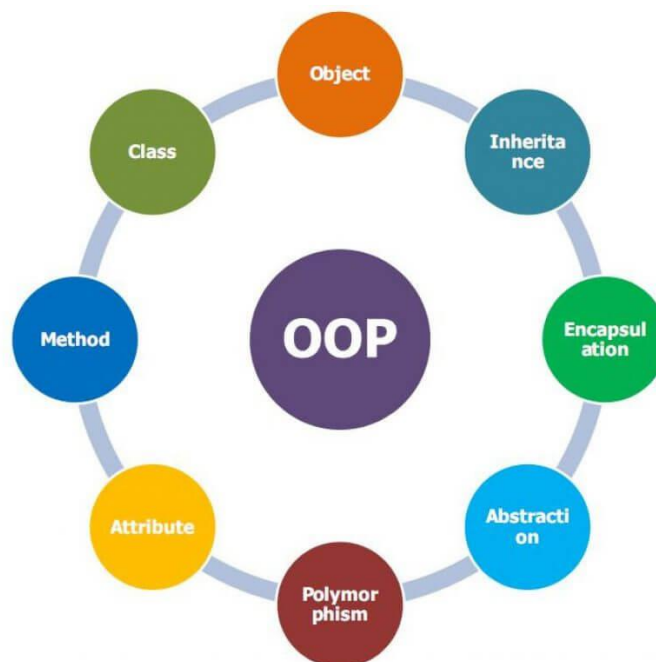 Object
Inherita
nce
Encapsul
ation
Abstracti
on
Polymor
phism
Attribute
Method
Class
OOP